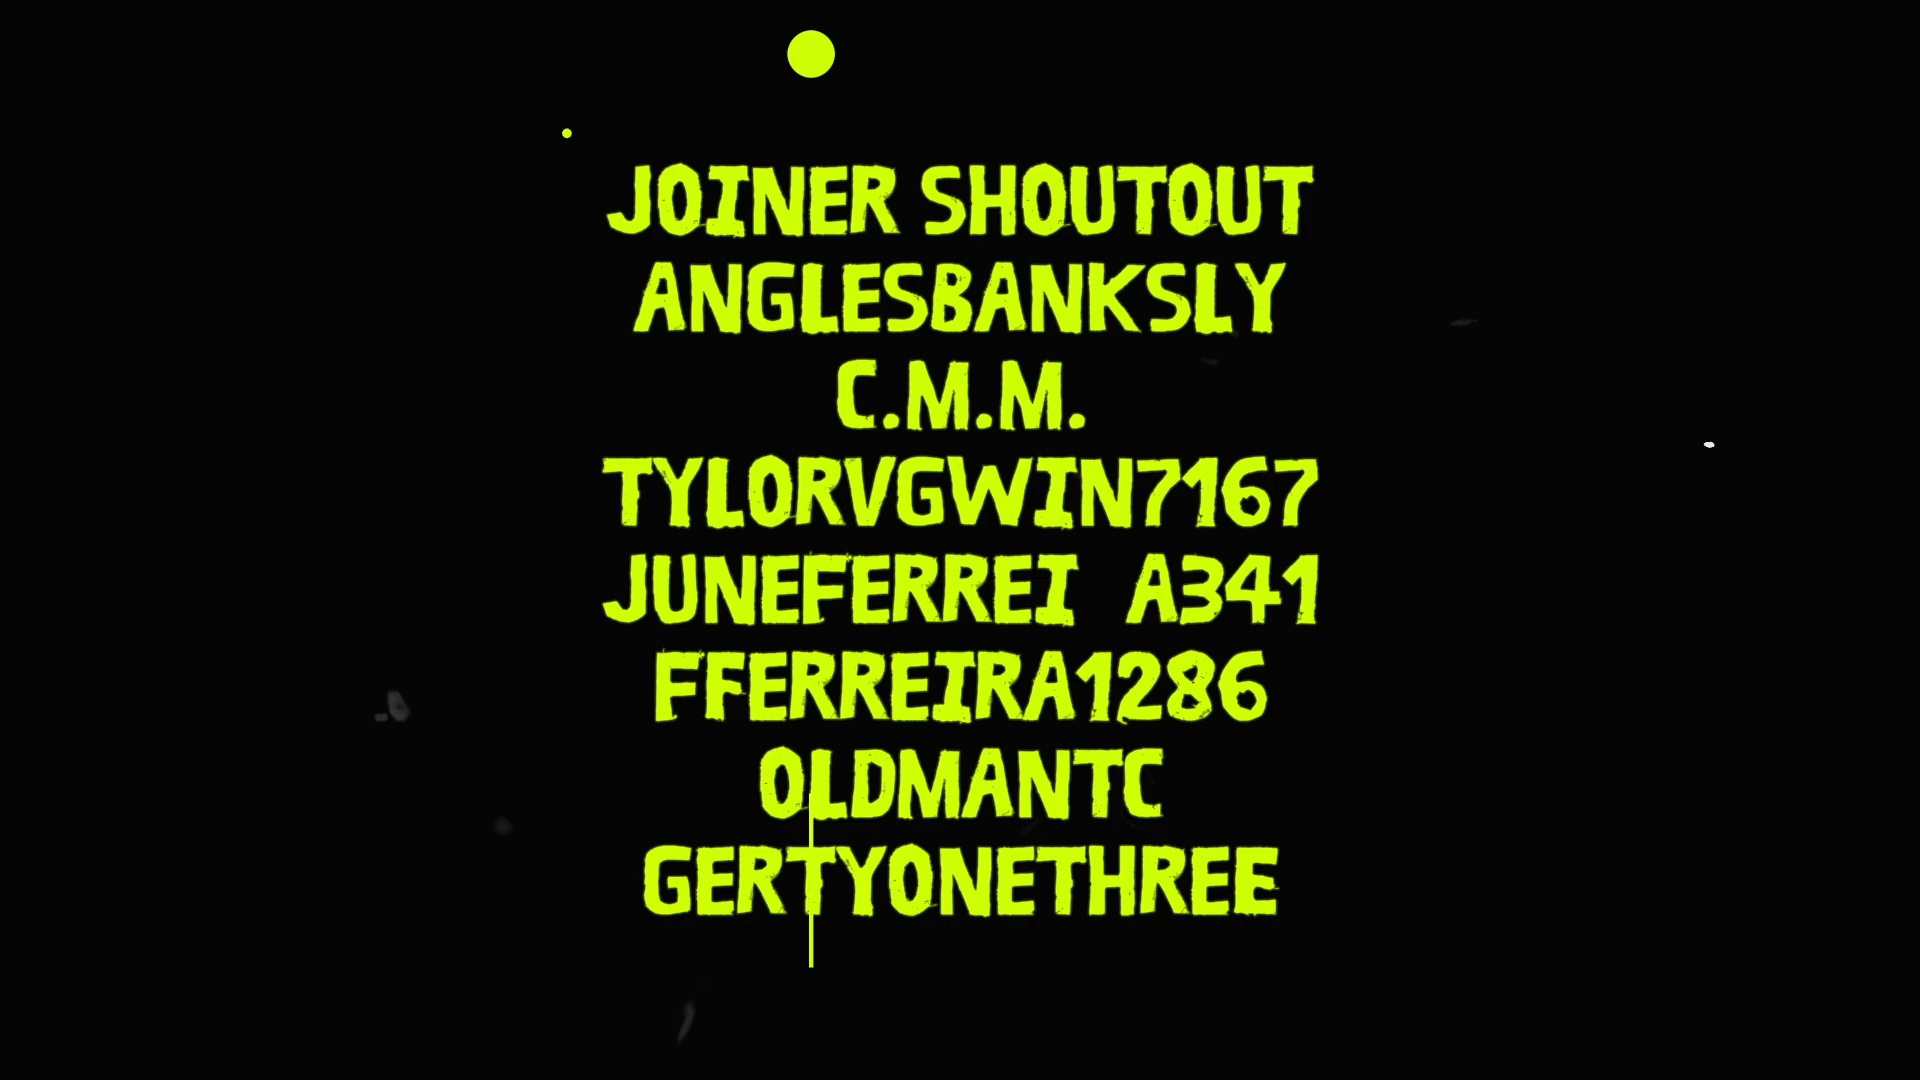 JOINER SHOUTOUT
ANGLESBANKSLY
C.M.M.
TYLORVGWIN7167
JUNEFERREI A341
FFERREIRA1286
OLDMANTC
GERTYONETHREE